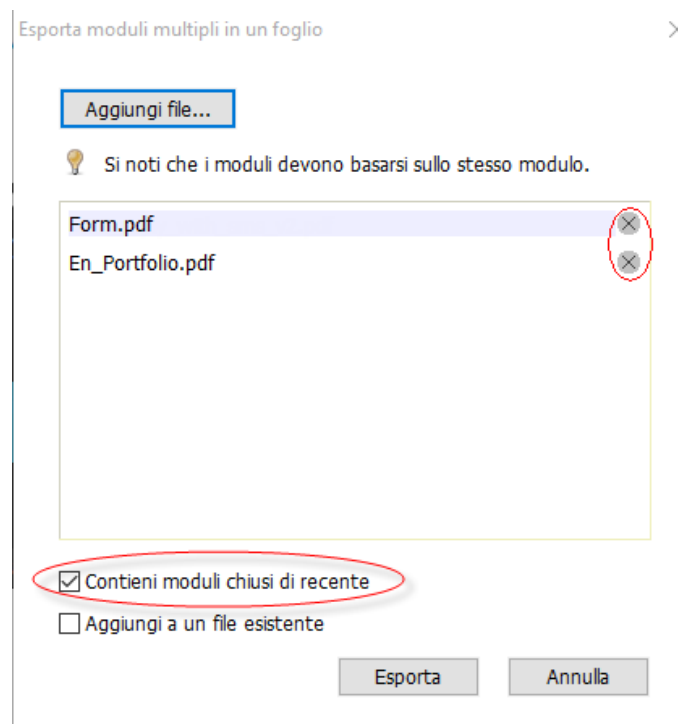 Esporta moduli multipli in un foglio
Aggiungi file...
Si noti che i moduli devono basarsi sullo stesso modulo.
Form.pdf
En_Portfolio.pdf
Contieni moduli chiusi di recente
Aggiungi a un file esistente
Esporta Annulla